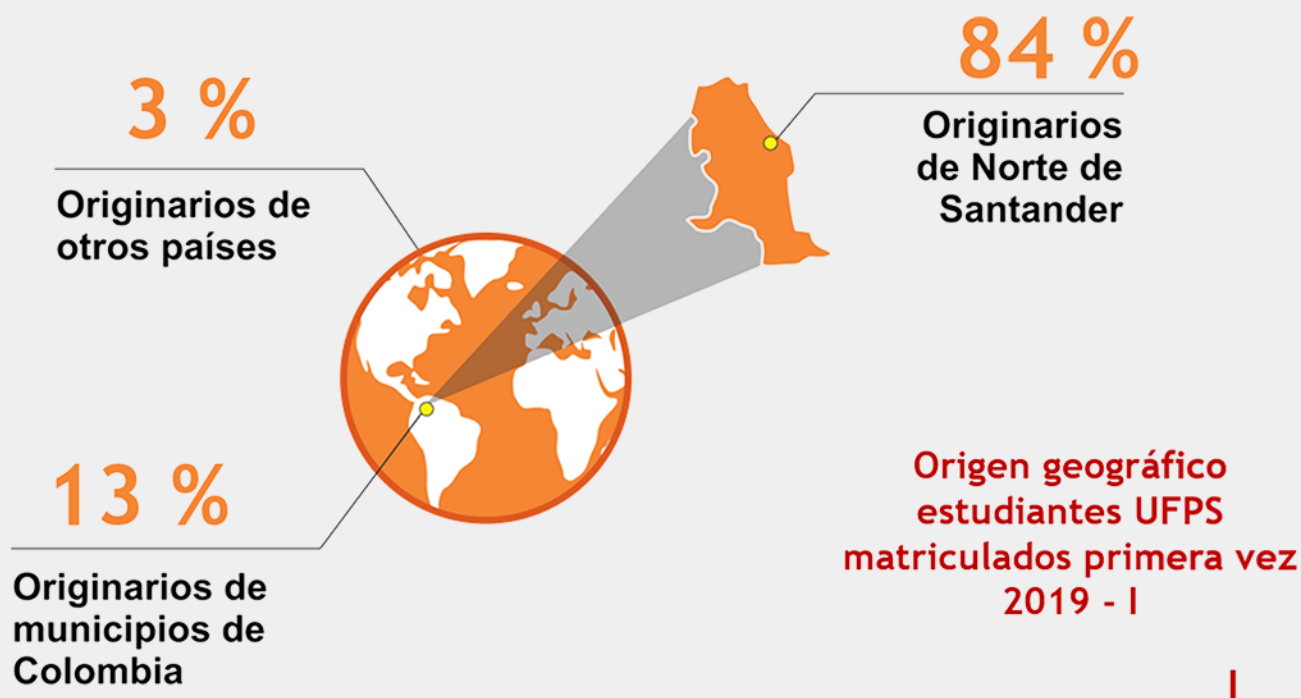 84 %
Originarios
de Norte de
Santander
3 %
Originarios de
otros países
13 %
Originarios de
municipios de
Colombia
Origen geográfico
estudiantes UFPS
matriculados primera vez
2019 - I